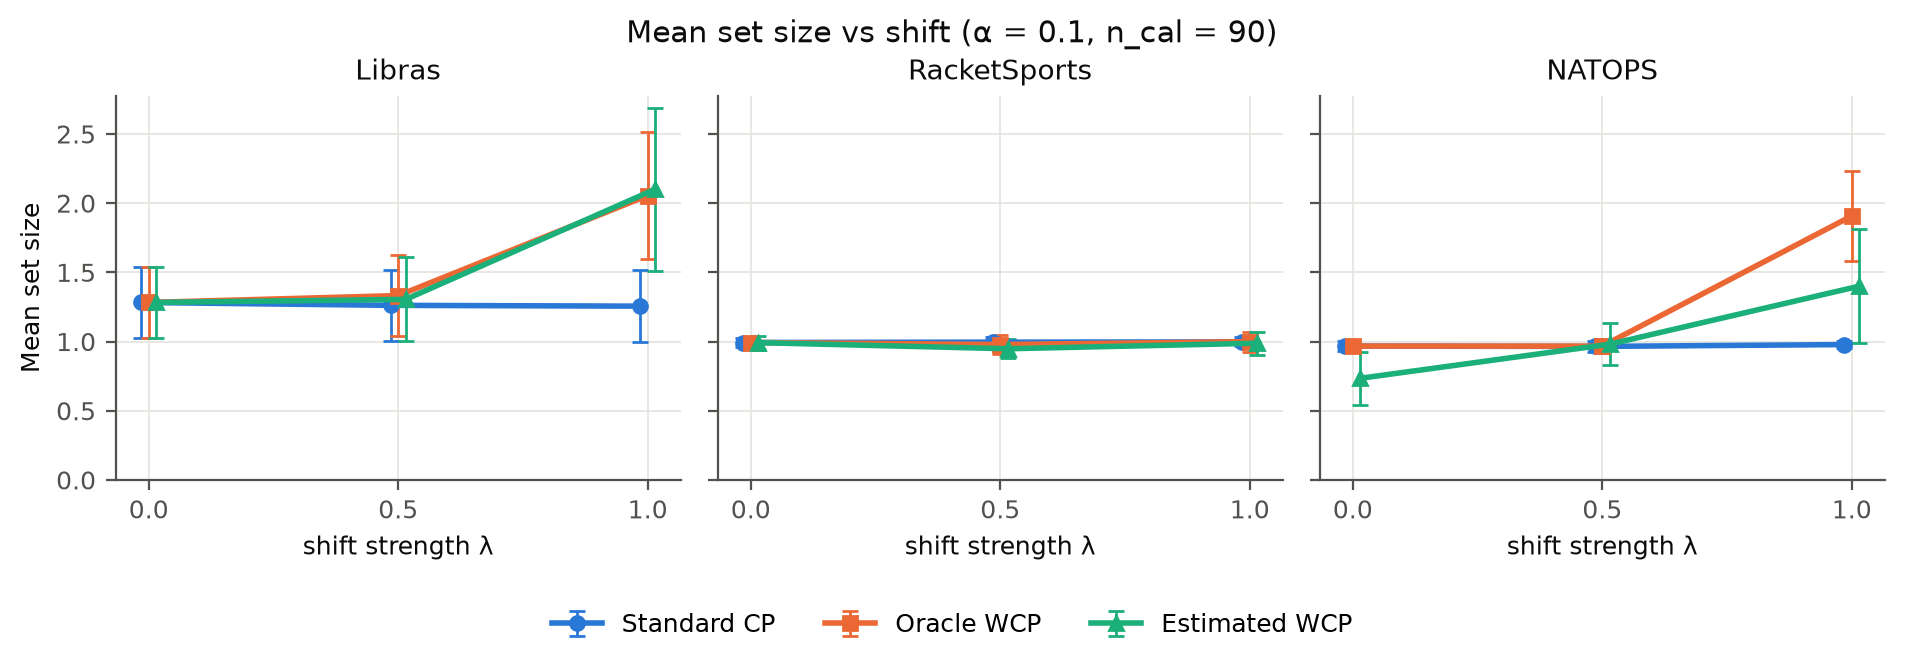 Mean set size vs shift (α = 0.1, n_cal = 90)
Libras
RacketSports
NATOPS
Mean set size
2.5
2.0
1.5
1.0
0.5
0.0
0.0 0.5 1.0
0.0 0.5 1.0
0.0 0.5 1.0
shift strength λ
shift strength λ
shift strength λ
Standard CP
Oracle WCP
Estimated WCP